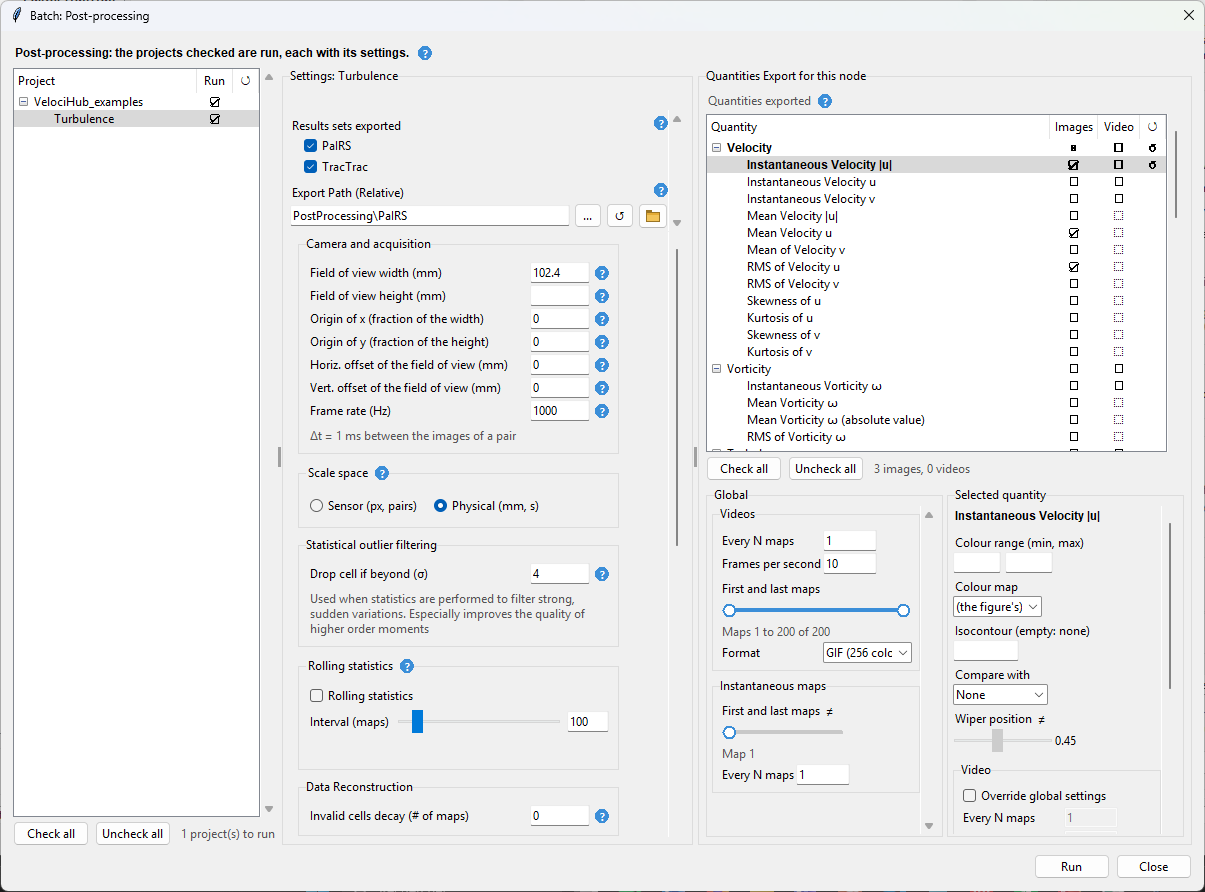 Batch: Post-processing
Post-processing: the projects checked are run, each with its settings. ?
Project Run ↺
VelociHub_examples
Turbulence
Check all Uncheck all 1 project(s) to run
Settings: Turbulence
Results sets exported ?
PaIRS
TracTrac
Export Path (Relative) ?
PostProcessing\PaIRS ... ↺
Camera and acquisition
Field of view width (mm) 102.4 ?
Field of view height (mm) ?
Origin of x (fraction of the width) 0 ?
Origin of y (fraction of the height) 0 ?
Horiz. offset of the field of view (mm) 0 ?
Vert. offset of the field of view (mm) 0 ?
Frame rate (Hz) 1000 ?
Δt = 1 ms between the images of a pair
Scale space ?
Sensor (px, pairs) Physical (mm, s)
Statistical outlier filtering
Drop cell if beyond (σ) 4 ?
Used when statistics are performed to filter strong,
sudden variations. Especially improves the quality of
higher order moments
Rolling statistics ?
Rolling statistics
Interval (maps) 100
Data Reconstruction
Invalid cells decay (# of maps) 0 ?
Quantities Export for this node
Quantities exported ?
Quantity Images Video ↺
Velocity
Instantaneous Velocity |u|
Instantaneous Velocity u
Instantaneous Velocity v
Mean Velocity |u|
Mean Velocity u
Mean of Velocity v
RMS of Velocity u
RMS of Velocity v
Skewness of u
Kurtosis of u
Skewness of v
Kurtosis of v
Vorticity
Instantaneous Vorticity ω
Mean Vorticity ω
Mean Vorticity ω (absolute value)
RMS of Vorticity ω
Check all Uncheck all 3 images, 0 videos
Global
Videos
Every N maps 1
Frames per second 10
First and last maps
Maps 1 to 200 of 200
Format GIF (256 colc
Instantaneous maps
First and last maps ≠
Map 1
Every N maps 1
Selected quantity
Instantaneous Velocity |u|
Colour range (min, max)
Colour map
(the figure's)
Isocontour (empty: none)
Compare with
None
Wiper position ≠
0.45
Video
Override global settings
Every N maps 1
Run Close